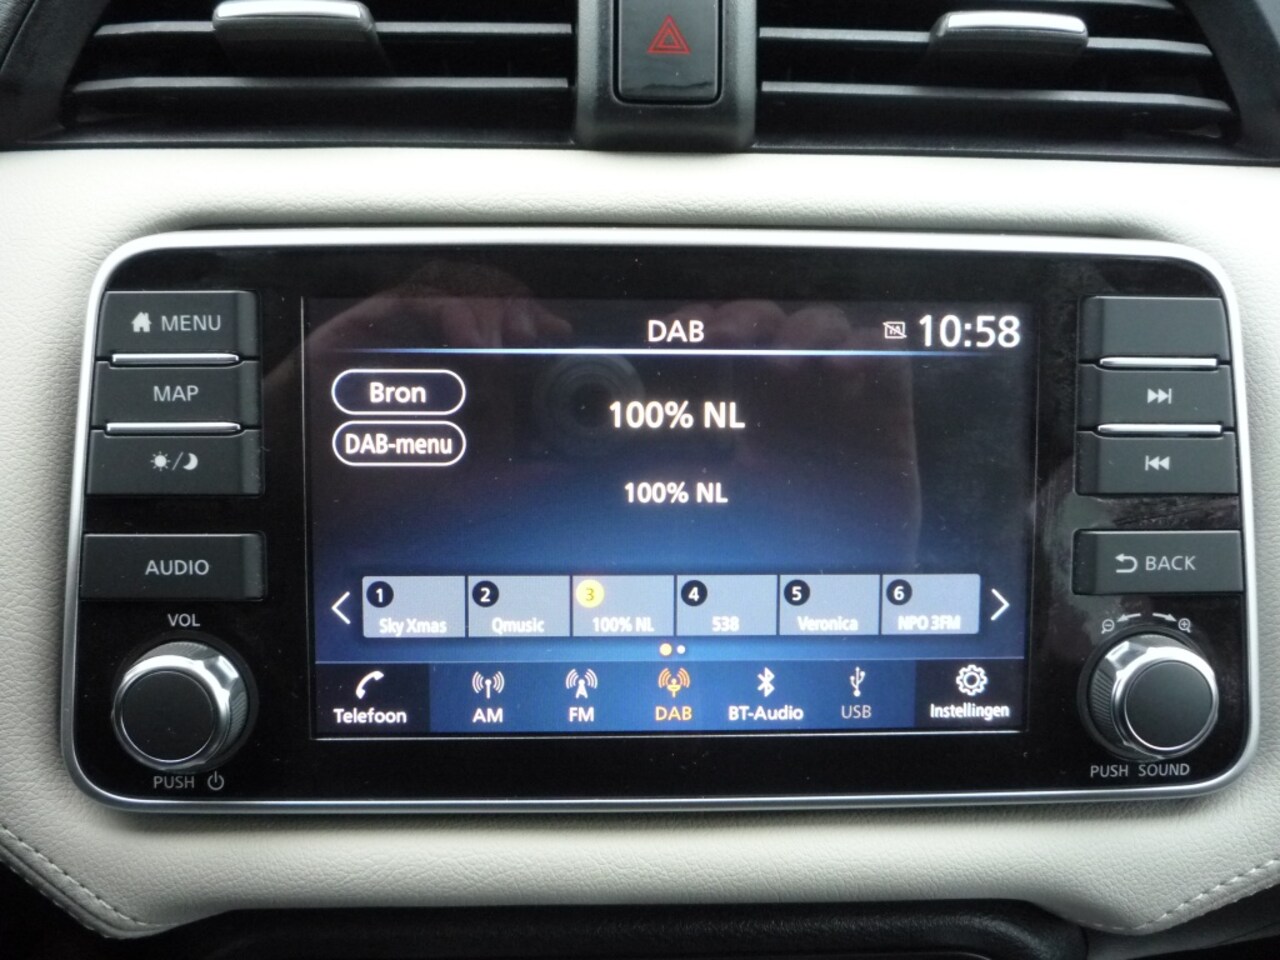 DAB
TA
10:58
MENU
MAP
AUDIO
VOL
PUSH
Bron
DAB-menu
100% NL
100% NL
1 Sky Xmas
2 Qmusic
3 100% NL
4 538
5 Veronica
6 NPO 3FM
Telefoon
AM
FM
DAB
BT-Audio
USB
Instellingen
BACK
PUSH SOUND